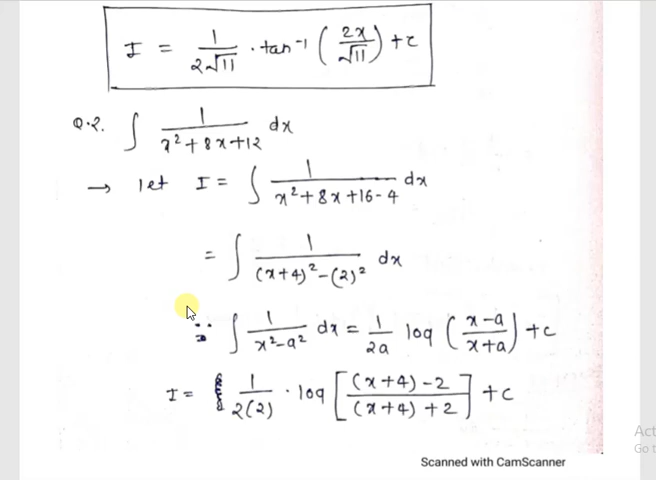 I = 1/(2√11) · tan⁻¹ (2x/√11) + c
Q.2. ∫ 1/(x² + 8x + 12) dx
→ let I = ∫ 1/(x² + 8x + 16 - 4) dx
= ∫ 1/((x+4)² - (2)²) dx
∵ ∫ 1/(x² - a²) dx = 1/(2a) log ((x-a)/(x+a)) + c
I = 1/(2(2)) · log [((x+4) - 2)/((x+4) + 2)] + c
Scanned with CamScanner
Act
Go t